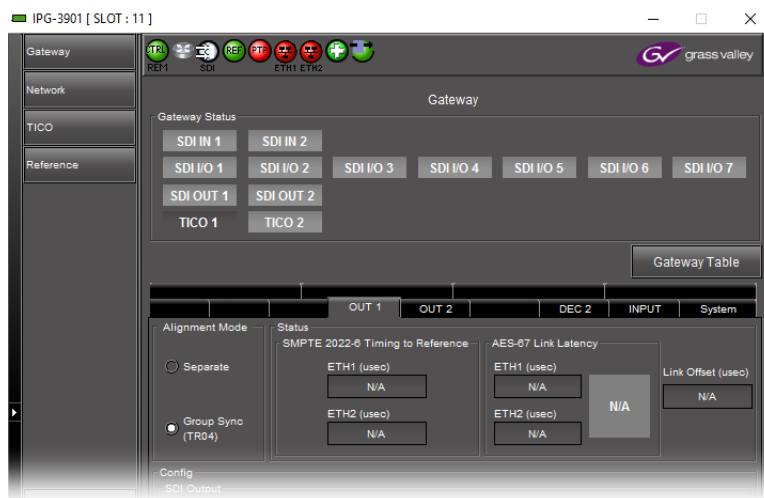 IPG-3901 [ SLOT : 11 ]
Gateway
Network
TICO
Reference
CTRL
REM
SDI
REF
PTP
ETH1 ETH2
GV grass valley
Gateway
Gateway Status
SDI IN 1 SDI IN 2
SDI I/O 1 SDI I/O 2 SDI I/O 3 SDI I/O 4 SDI I/O 5 SDI I/O 6 SDI I/O 7
SDI OUT 1 SDI OUT 2
TICO 1 TICO 2
Gateway Table
OUT 1 OUT 2 DEC 2 INPUT System
Alignment Mode
Separate
Group Sync
(TR04)
Status
SMPTE 2022-6 Timing to Reference
ETH1 (usec)
N/A
ETH2 (usec)
N/A
AES-67 Link Latency
ETH1 (usec)
N/A
ETH2 (usec)
N/A
N/A
Link Offset (usec)
N/A
Config
SDI Output